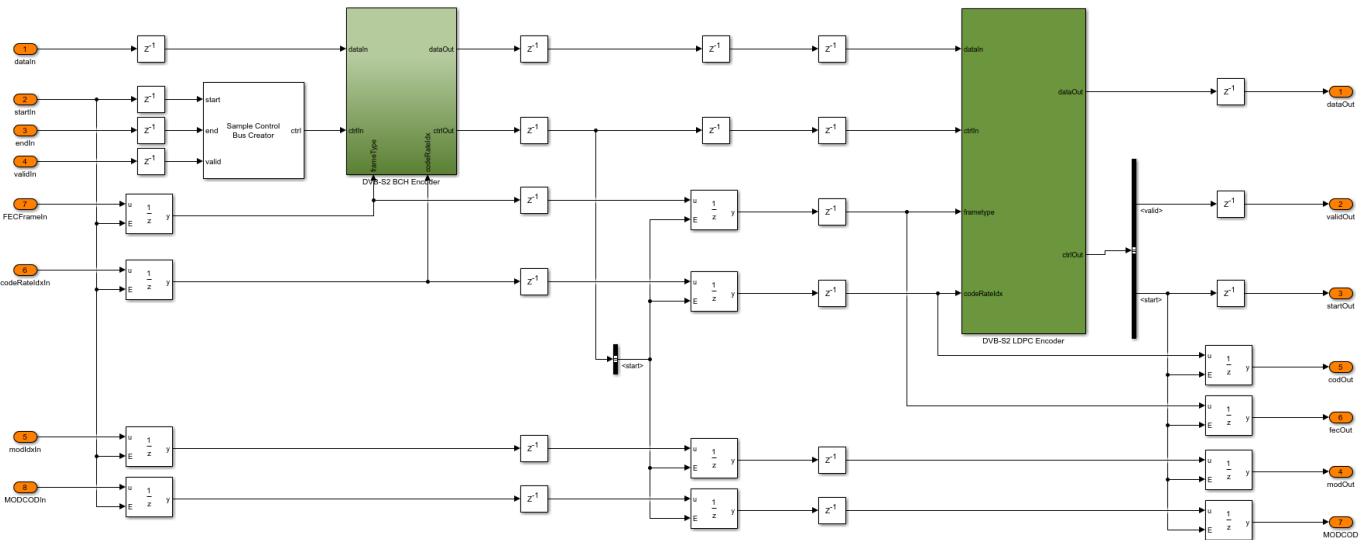 1
dataIn
z-1
dataIn
dataOut
z-1
z-1
z-1
dataIn
dataOut
z-1
1
dataOut
2
startIn
z-1
start
3
endIn
z-1
end
Sample Control
Bus Creator
ctrl
4
validIn
z-1
valid
ctrlIn
ctrlOut
frameType
codeRateIdx
DVB-S2 BCH Encoder
z-1
z-1
z-1
ctrlIn
7
FECFrameIn
u
E
1
z
y
z-1
u
E
1
z
y
z-1
frametype
<valid>
z-1
2
validOut
ctrlOut
6
codeRateIdxIn
u
E
1
z
y
z-1
u
E
1
z
y
z-1
codeRateIdx
<start>
z-1
3
startOut
DVB-S2 LDPC Encoder
<start>
u
E
1
z
y
5
codOut
u
E
1
z
y
6
fecOut
5
modIdxIn
u
E
1
z
y
z-1
u
E
1
z
y
z-1
u
E
1
z
y
4
modOut
8
MODCODIn
u
E
1
z
y
z-1
u
E
1
z
y
z-1
u
E
1
z
y
7
MODCOD